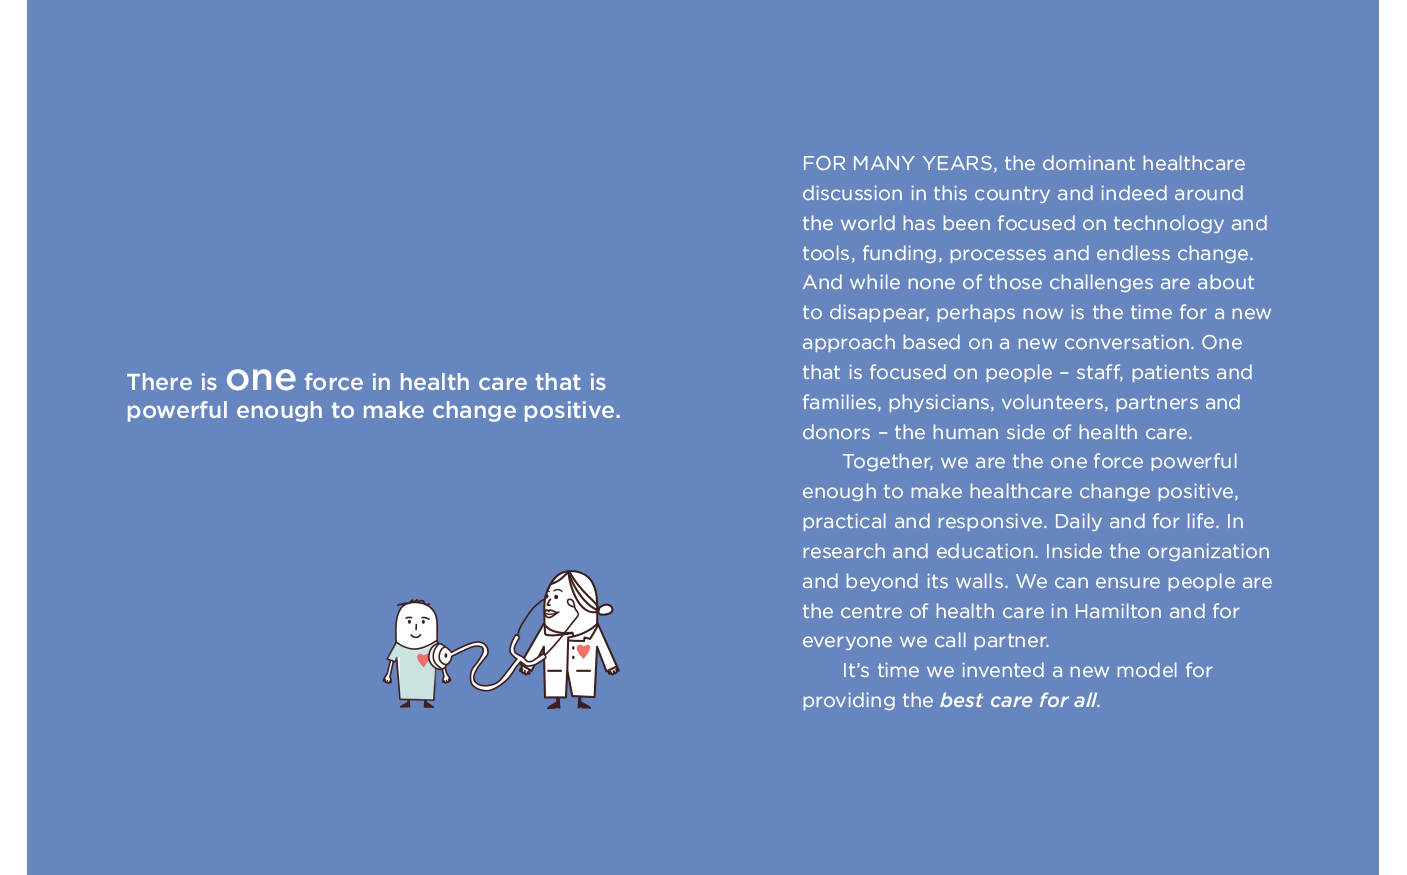 There is one force in health care that is
powerful enough to make change positive.
FOR MANY YEARS, the dominant healthcare
discussion in this country and indeed around
the world has been focused on technology and
tools, funding, processes and endless change.
And while none of those challenges are about
to disappear, perhaps now is the time for a new
approach based on a new conversation. One
that is focused on people – staff, patients and
families, physicians, volunteers, partners and
donors – the human side of health care.
Together, we are the one force powerful
enough to make healthcare change positive,
practical and responsive. Daily and for life. In
research and education. Inside the organization
and beyond its walls. We can ensure people are
the centre of health care in Hamilton and for
everyone we call partner.
It’s time we invented a new model for
providing the best care for all.